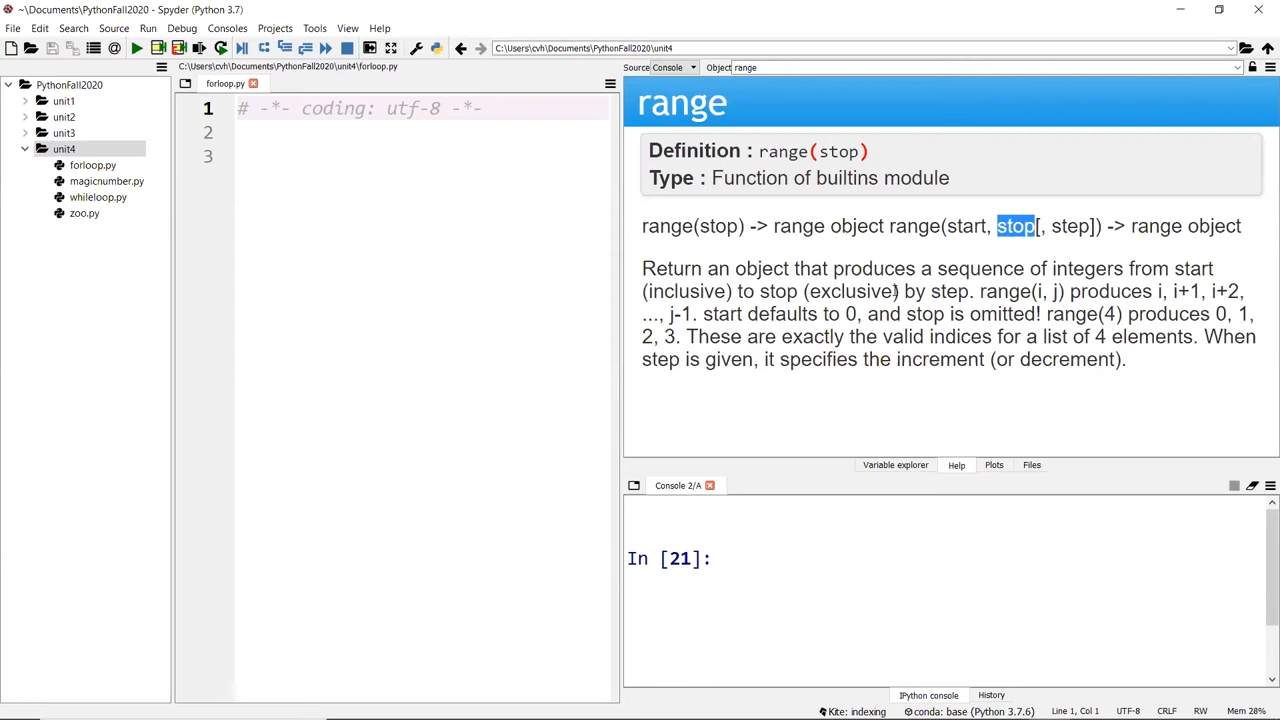 ~\Documents\PythonFall2020 - Spyder (Python 3.7)
File Edit Search Source Run Debug Consoles Projects Tools View Help
C:\Users\cvh\Documents\PythonFall2020\unit4
C:\Users\cvh\Documents\PythonFall2020\unit4\forloop.py
Source Console Object range
PythonFall2020
unit1
unit2
unit3
unit4
forloop.py
magicnumber.py
whileloop.py
zoo.py
forloop.py
1 # -*- coding: utf-8 -*-
2
3
range
Definition : range(stop)
Type : Function of builtins module
range(stop) -> range object range(start, stop[, step]) -> range object
Return an object that produces a sequence of integers from start
(inclusive) to stop (exclusive) by step. range(i, j) produces i, i+1, i+2,
..., j-1. start defaults to 0, and stop is omitted! range(4) produces 0, 1,
2, 3. These are exactly the valid indices for a list of 4 elements. When
step is given, it specifies the increment (or decrement).
Variable explorer Help Plots Files
Console 2/A
In [21]:
IPython console History
Kite: indexing conda: base (Python 3.7.6) Line 1, Col 1 UTF-8 CRLF RW Mem 28%